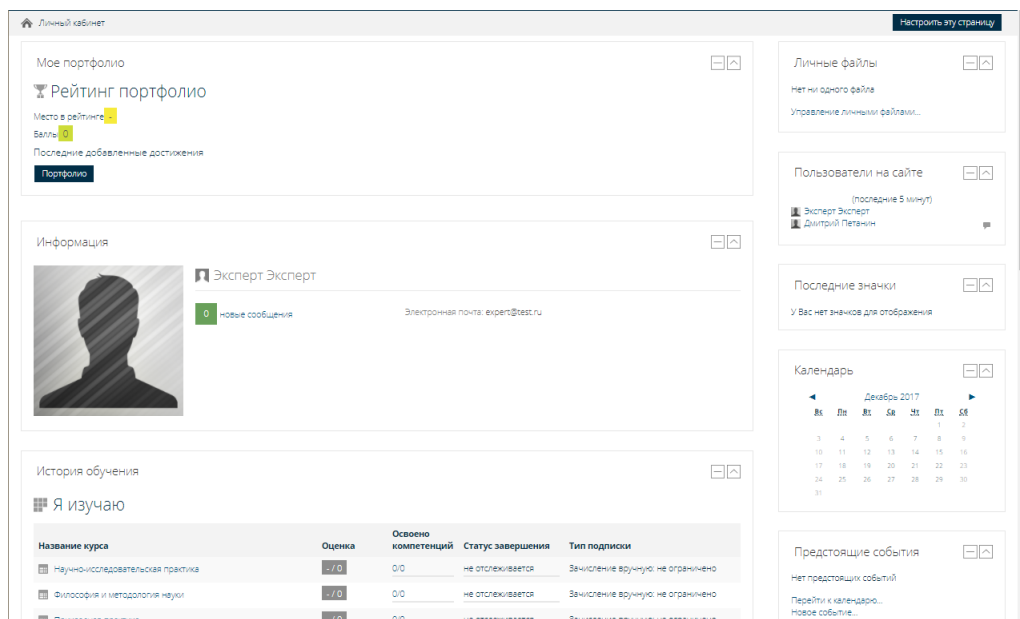 Личный кабинет
Настроить эту страницу
Мое портфолио
Рейтинг портфолио
Место в рейтинге -
Баллы 0
Последние добавленные достижения
Портфолио
Информация
Эксперт Эксперт
0 новые сообщения
Электронная почта: expert@test.ru
История обучения
Я изучаю
Название курса Оценка Освоено компетенций Статус завершения Тип подписки
Научно-исследовательская практика - / 0 0/0 не отслеживается Зачисление вручную: не ограничено
Философия и методология науки - / 0 0/0 не отслеживается Зачисление вручную: не ограничено
Личные файлы
Нет ни одного файла
Управление личными файлами...
Пользователи на сайте
(последние 5 минут)
Эксперт Эксперт
Дмитрий Петанин
Последние значки
У Вас нет значков для отображения
Календарь
◄ Декабрь 2017 ►
Вс Пн Вт Ср Чт Пт Сб
1 2
3 4 5 6 7 8 9
10 11 12 13 14 15 16
17 18 19 20 21 22 23
24 25 26 27 28 29 30
31
Предстоящие события
Нет предстоящих событий
Перейти к календарю...
Новое событие...